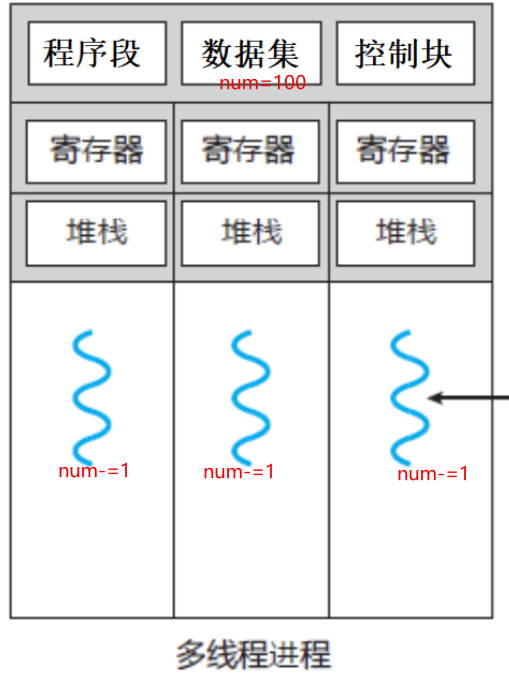 程序段 数据集 控制块
num=100
寄存器 寄存器 寄存器
堆栈 堆栈 堆栈
num-=1 num-=1 num-=1
多线程进程